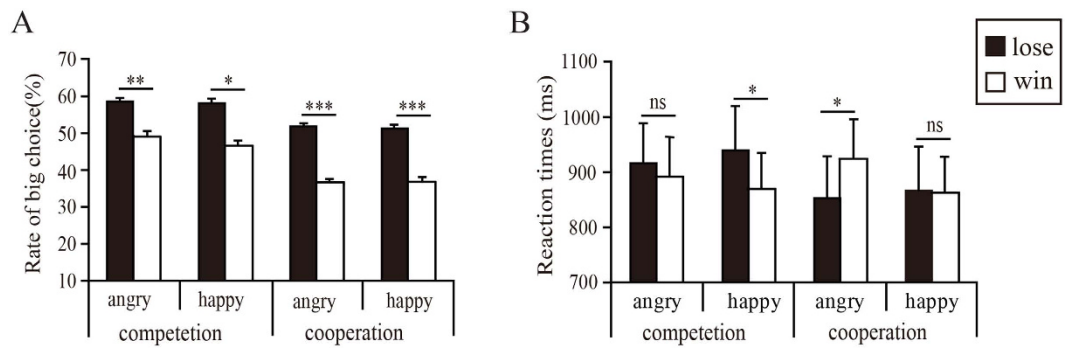 A
Rate of big choice(%)
70
60
50
40
30
20
10
**
*
***
***
angry
happy
angry
happy
competetion
cooperation
B
Reaction times (ms)
1100
1000
900
800
700
ns
*
*
ns
angry
happy
angry
happy
competetion
cooperation
lose
win